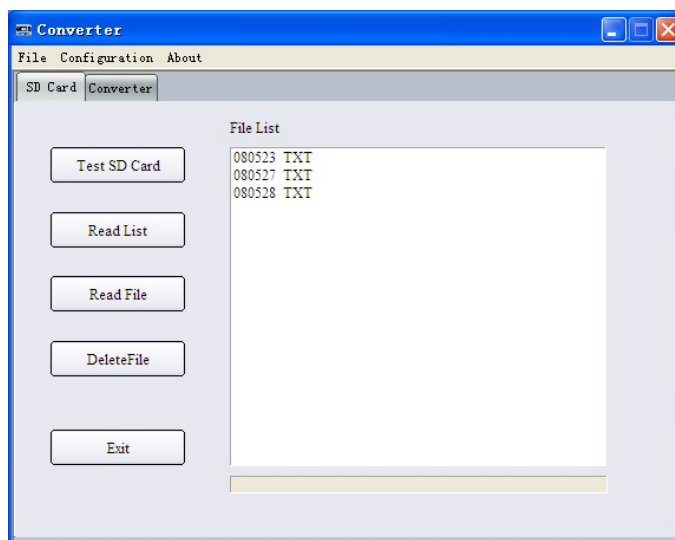 Converter
File Configuration About
SD Card Converter
File List
Test SD Card
080523 TXT
080527 TXT
080528 TXT
Read List
Read File
DeleteFile
Exit